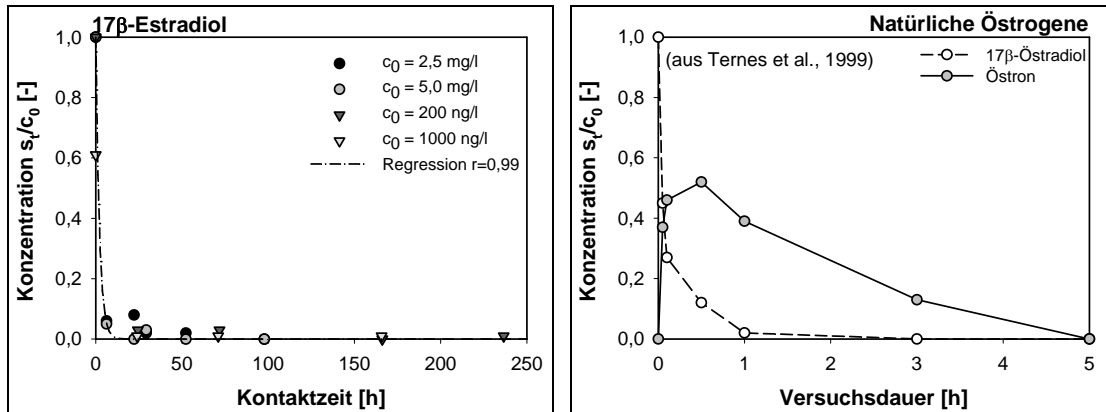 17β-Estradiol
1,0
0,8
0,6
0,4
0,2
0,0
Konzentration st/c0 [-]
c0 = 2,5 mg/l
c0 = 5,0 mg/l
c0 = 200 ng/l
c0 = 1000 ng/l
Regression r=0,99
0 50 100 150 200 250
Kontaktzeit [h]
Natürliche Östrogene
(aus Ternes et al., 1999)
17β-Östradiol
Östron
1,0
0,8
0,6
0,4
0,2
0,0
Konzentration st/c0 [-]
0 1 2 3 4 5
Versuchsdauer [h]